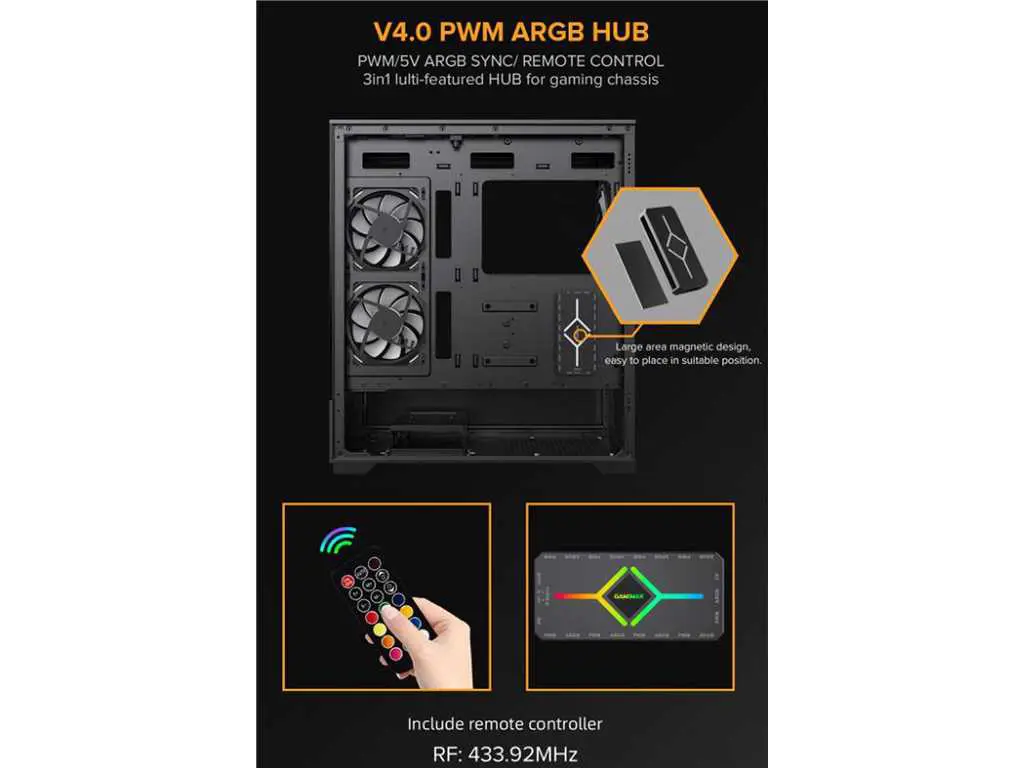 V4.0 PWM ARGB HUB
PWM/5V ARGB SYNC/ REMOTE CONTROL
3in1 lulti-featured HUB for gaming chassis
Large area magnetic design,
easy to place in suitable position.
GAMEMAX
Include remote controller
RF: 433.92MHz